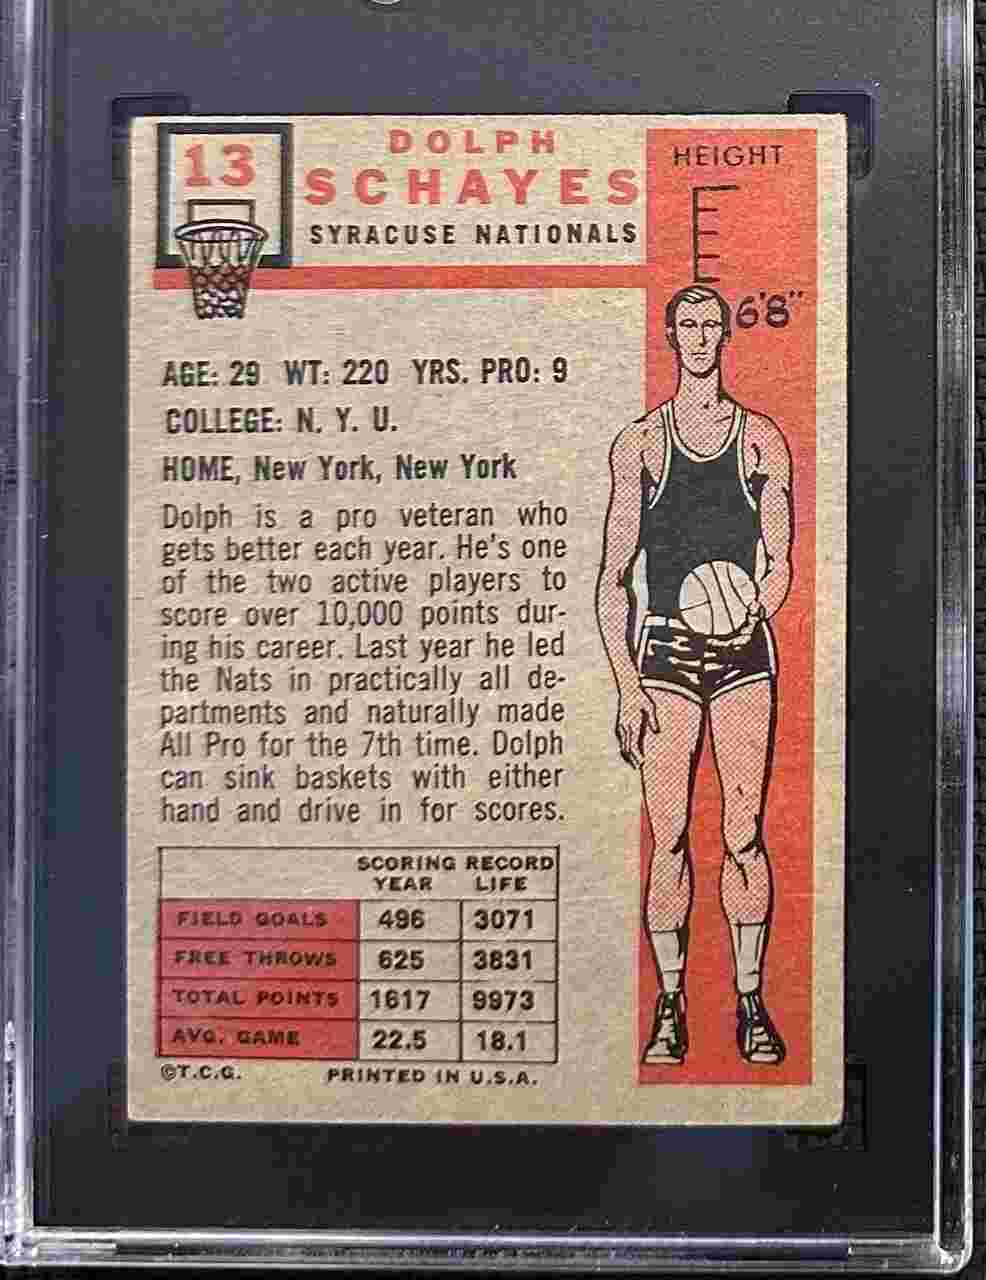 13
DOLPH
SCHAYES
SYRACUSE NATIONALS
HEIGHT
6'8"
AGE: 29 WT: 220 YRS. PRO: 9
COLLEGE: N. Y. U.
HOME, New York, New York
Dolph is a pro veteran who
gets better each year. He's one
of the two active players to
score over 10,000 points dur-
ing his career. Last year he led
the Nats in practically all de-
partments and naturally made
All Pro for the 7th time. Dolph
can sink baskets with either
hand and drive in for scores.
SCORING RECORD
YEAR LIFE
FIELD GOALS 496 3071
FREE THROWS 625 3831
TOTAL POINTS 1617 9973
AVG. GAME 22.5 18.1
©T.C.G. PRINTED IN U.S.A.